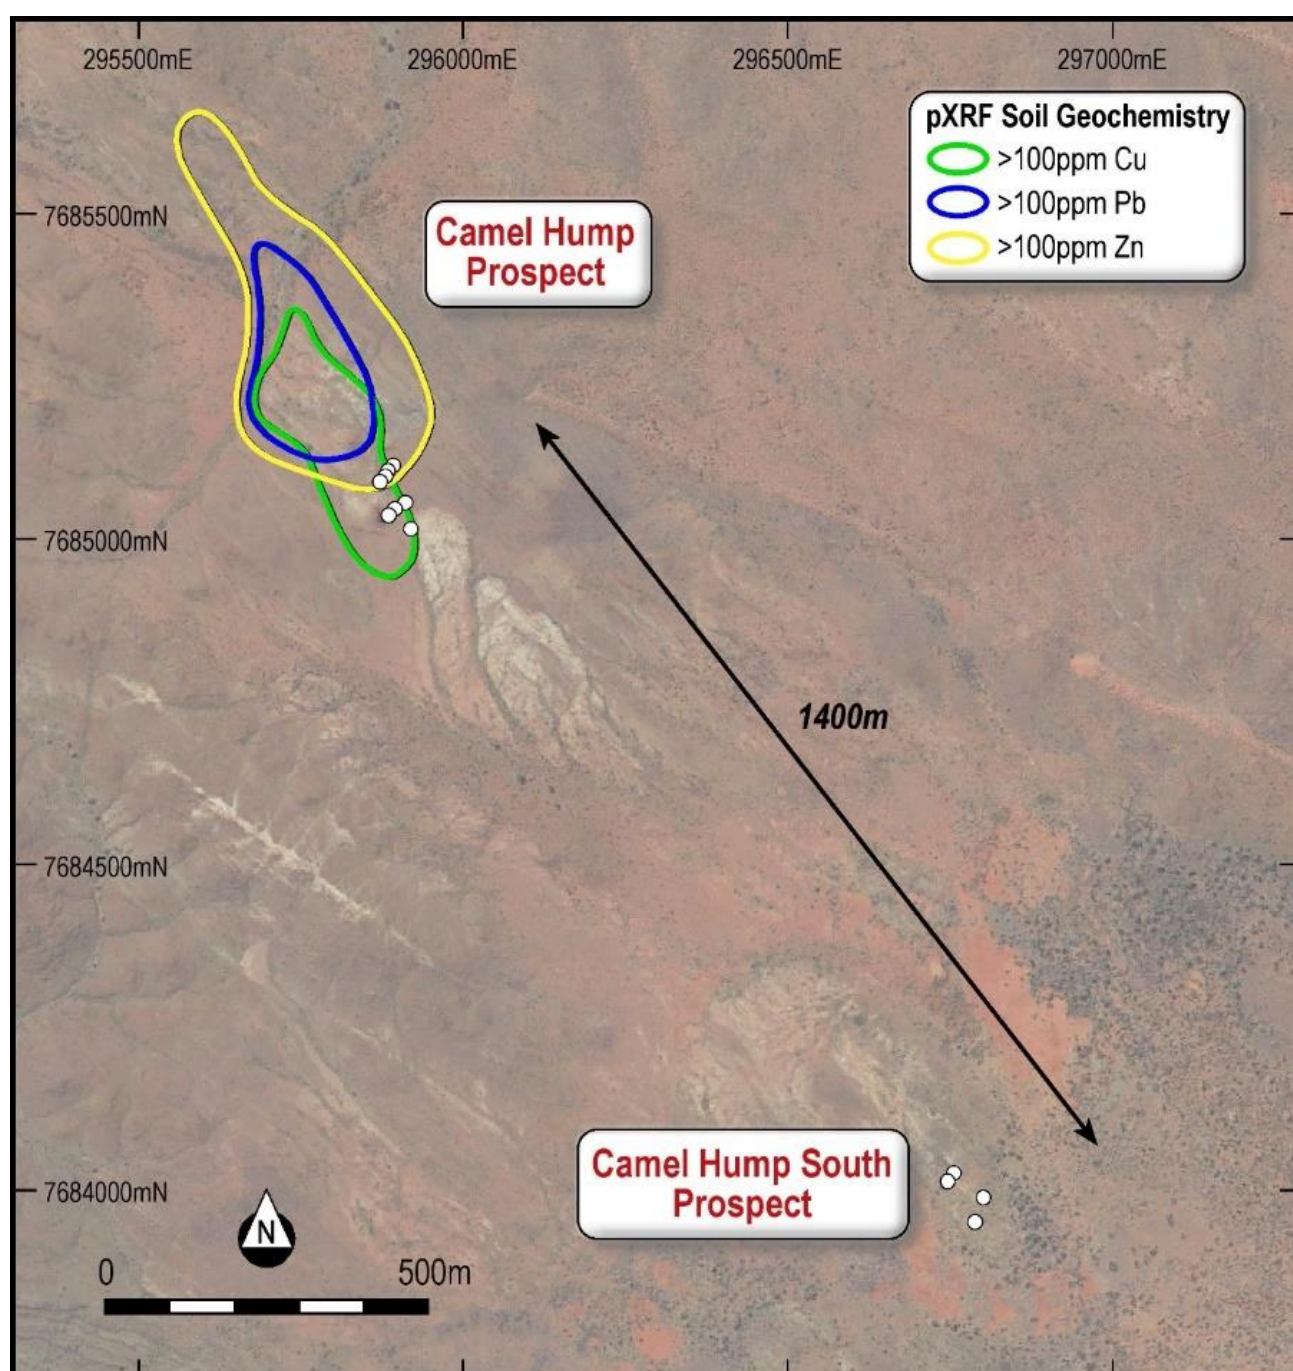 295500mE
296000mE
296500mE
297000mE
pXRF Soil Geochemistry
>100ppm Cu
>100ppm Pb
>100ppm Zn
7685500mN
Camel Hump
Prospect
7685000mN
1400m
7684500mN
Camel Hump South
Prospect
7684000mN
N
0 500m